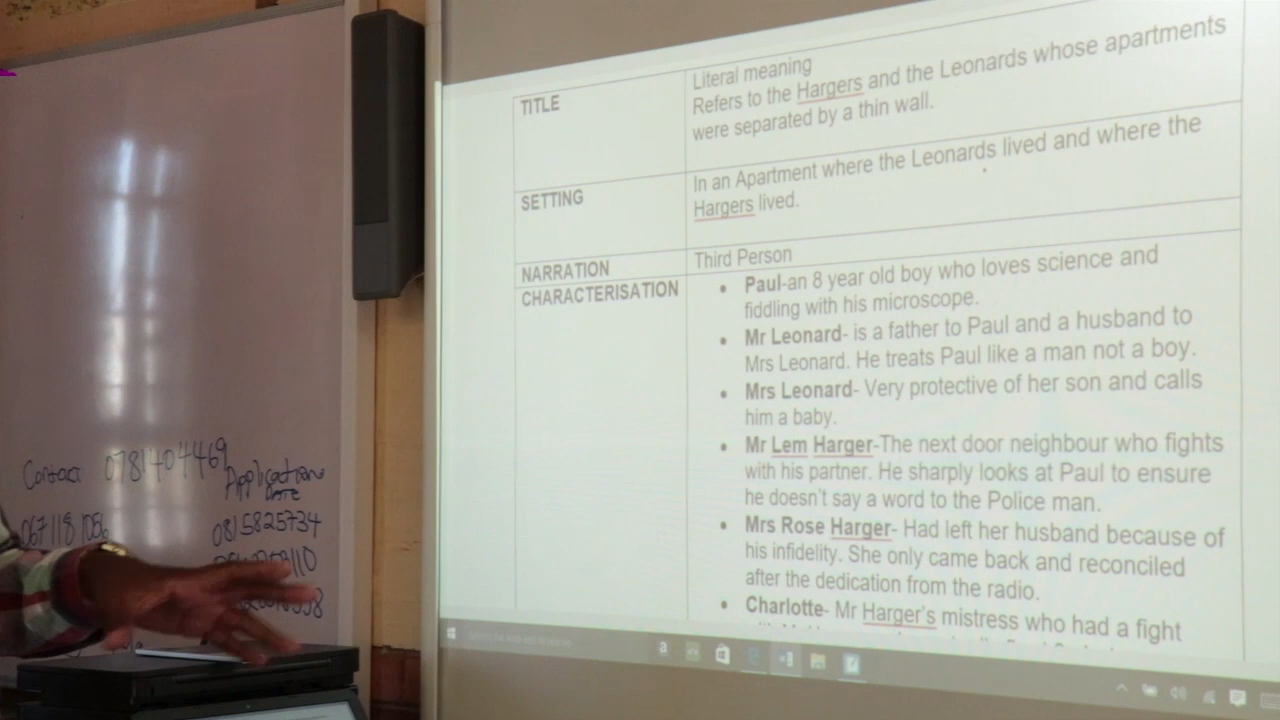 TITLE
Literal meaning
Refers to the Hargers and the Leonards whose apartments
were separated by a thin wall.
SETTING
In an Apartment where the Leonards lived and where the
Hargers lived.
NARRATION
Third Person
CHARACTERISATION
Paul-an 8 year old boy who loves science and
fiddling with his microscope.
Mr Leonard- is a father to Paul and a husband to
Mrs Leonard. He treats Paul like a man not a boy.
Mrs Leonard- Very protective of her son and calls
him a baby.
Mr Lem Harger-The next door neighbour who fights
with his partner. He sharply looks at Paul to ensure
he doesn't say a word to the Police man.
Mrs Rose Harger- Had left her husband because of
his infidelity. She only came back and reconciled
after the dedication from the radio.
Charlotte- Mr Harger's mistress who had a fight
Contact 0781404469
0815825734